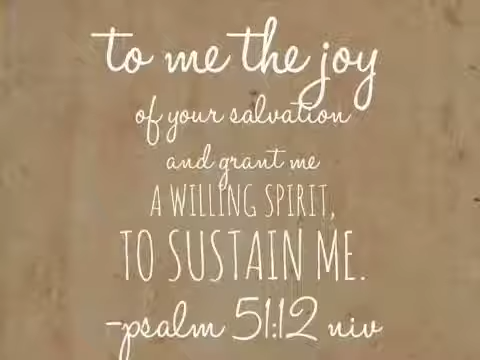 to me the joy
of your salvation
and grant me
A WILLING SPIRIT,
TO SUSTAIN ME.
-psalm 51:12 niv